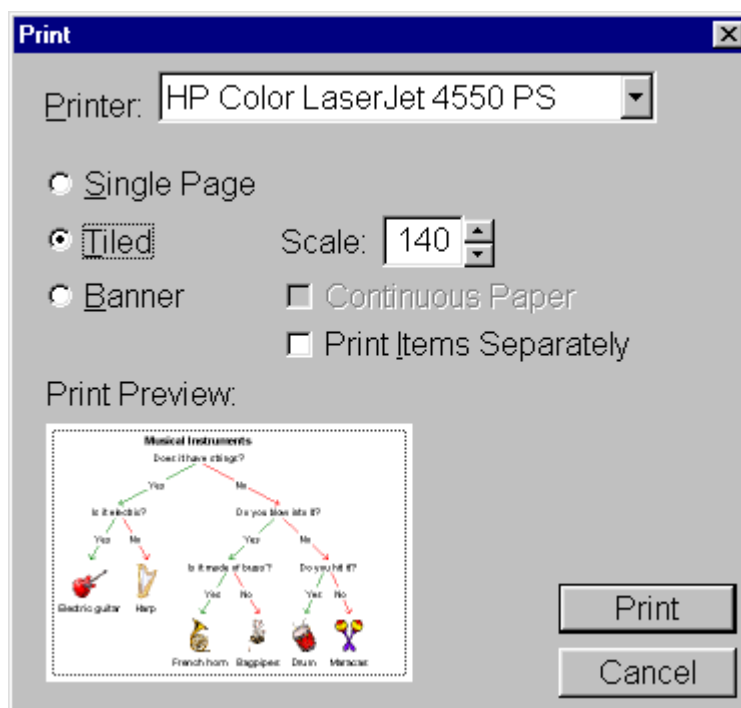 Print
Printer: HP Color LaserJet 4550 PS
Single Page
Tiled Scale: 140
Banner Continuous Paper
Print Items Separately
Print Preview:
Musical Instruments
Does it have strings?
Yes No
Is it electric? Do you blow into it?
Yes No Yes No
Is it made of brass? Do you hit it?
Electric guitar Harp Yes No Yes No
French horn Bagpipes Drum Maracas
Print
Cancel